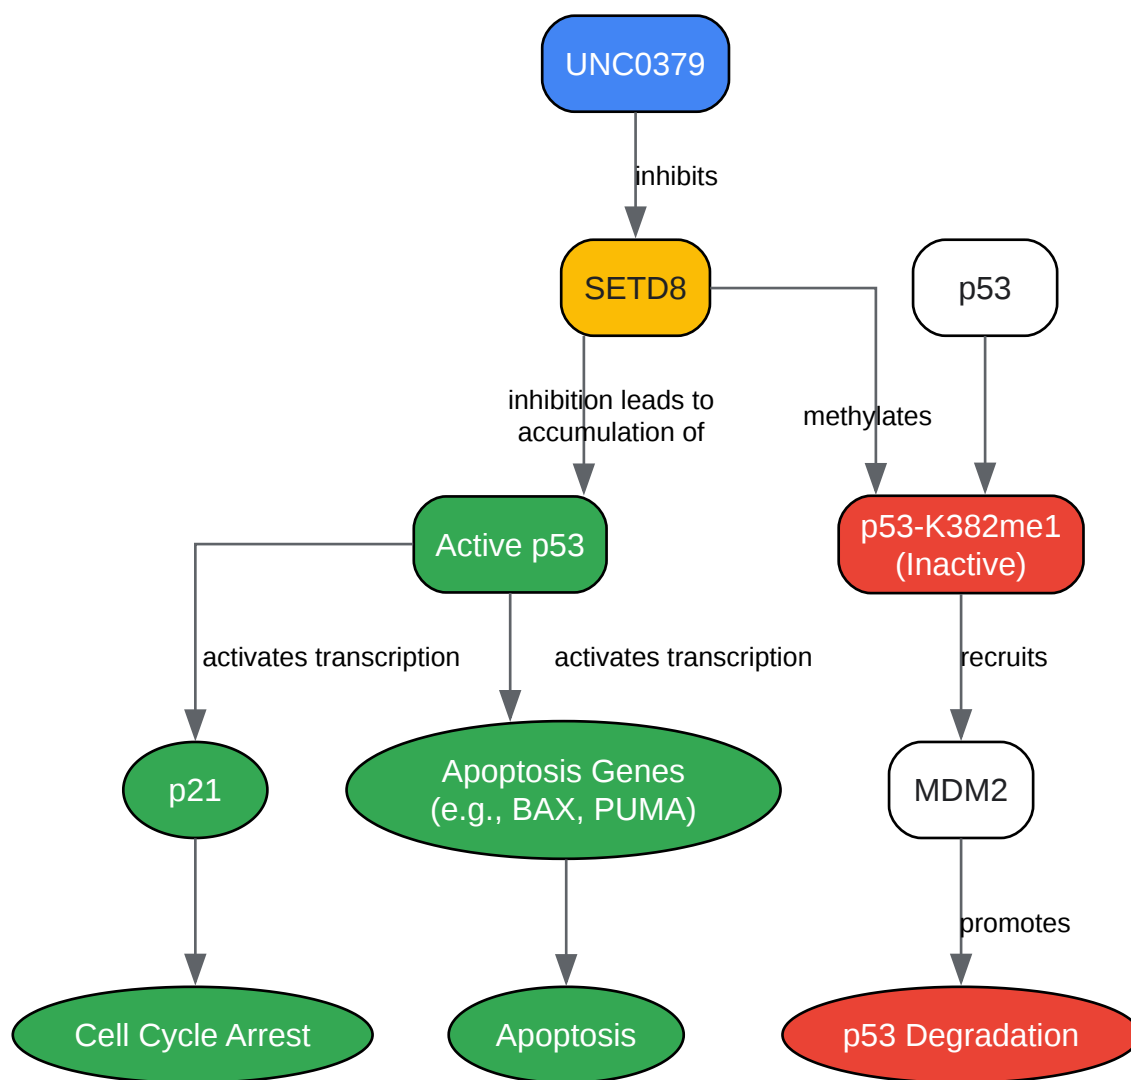 UNC0379
inhibits
SETD8
p53
inhibition leads to
accumulation of
methylates
Active p53
p53-K382me1
(Inactive)
activates transcription
activates transcription
recruits
p21
Apoptosis Genes
(e.g., BAX, PUMA)
MDM2
promotes
Cell Cycle Arrest
Apoptosis
p53 Degradation